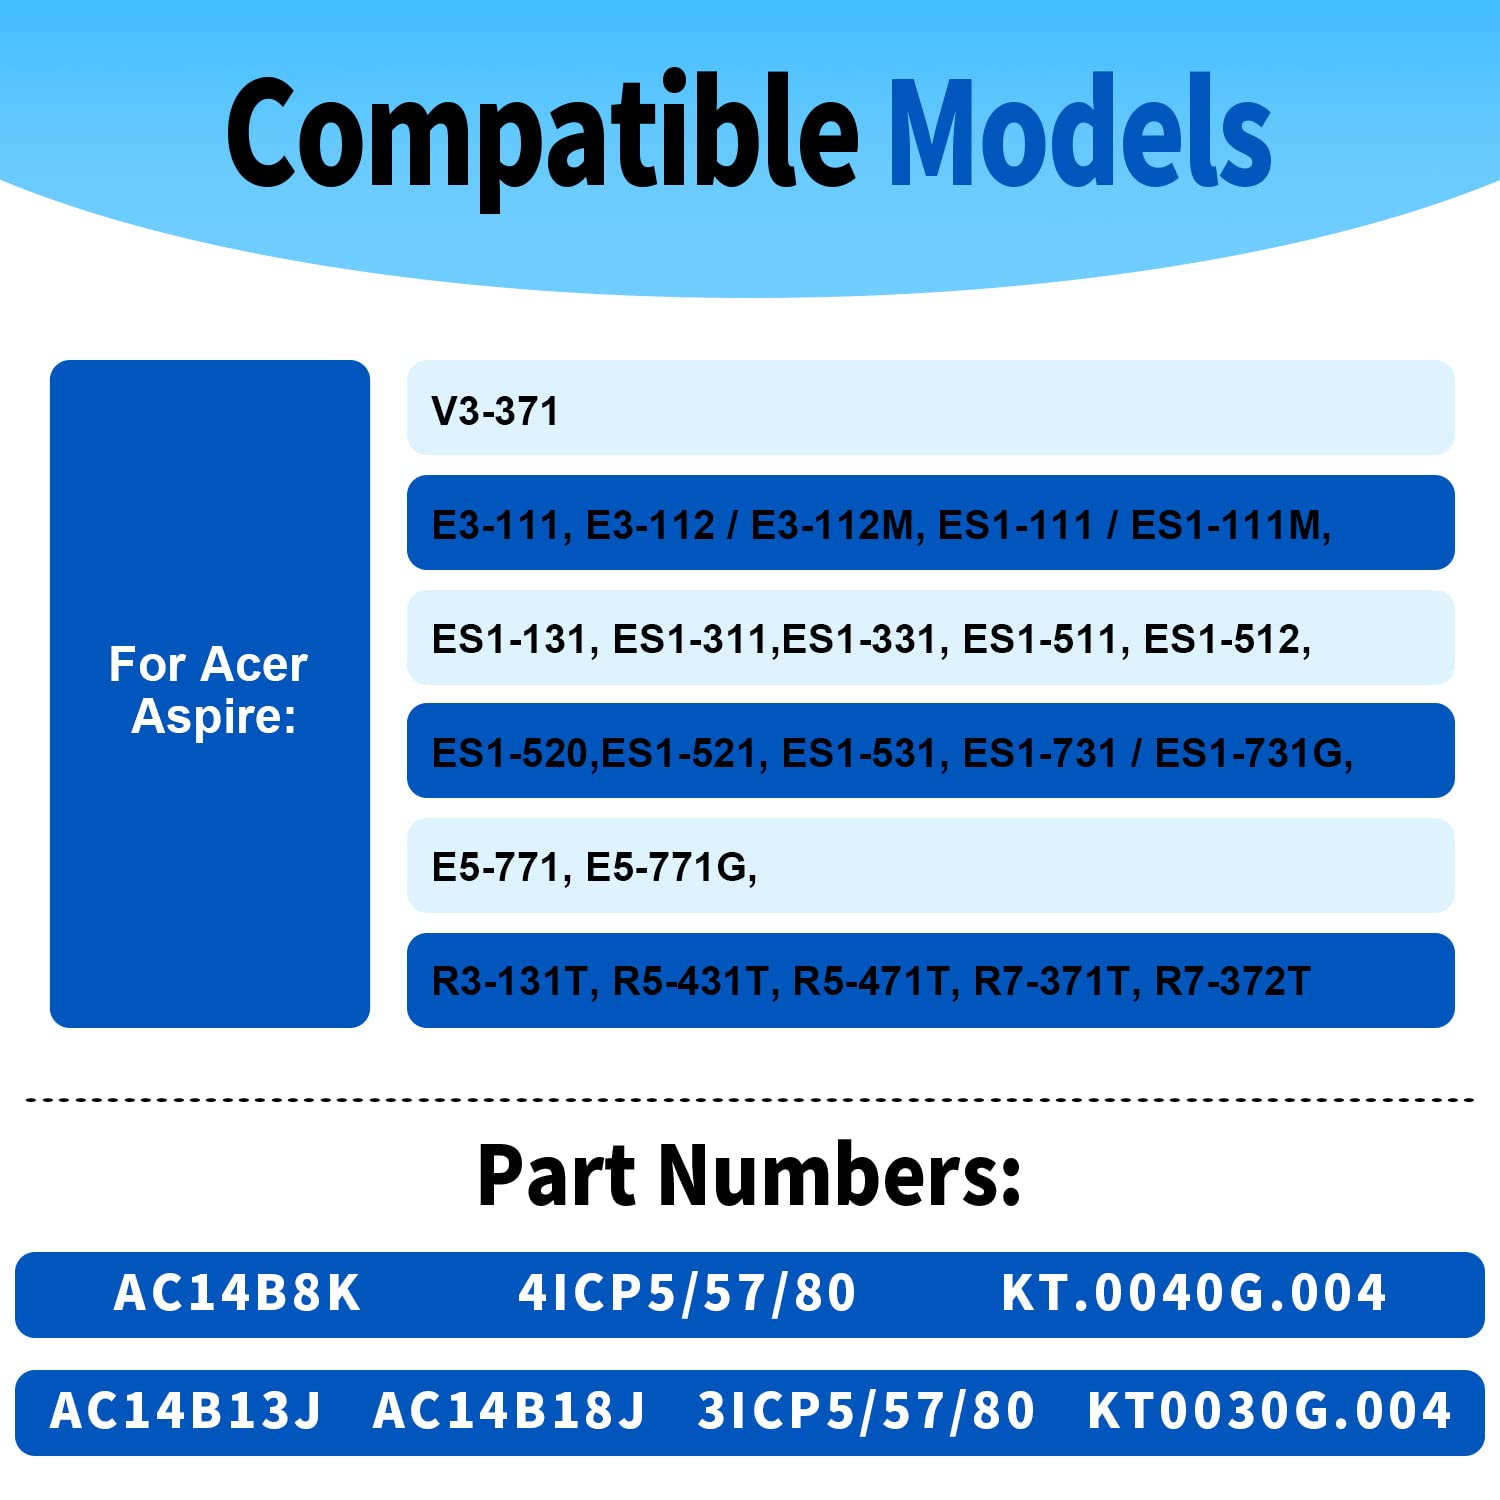 Compatible Models
For Acer
Aspire:
V3-371
E3-111, E3-112 / E3-112M, ES1-111 / ES1-111M,
ES1-131, ES1-311,ES1-331, ES1-511, ES1-512,
ES1-520,ES1-521, ES1-531, ES1-731 / ES1-731G,
E5-771, E5-771G,
R3-131T, R5-431T, R5-471T, R7-371T, R7-372T
Part Numbers:
AC14B8K 4ICP5/57/80 KT.0040G.004
AC14B13J AC14B18J 3ICP5/57/80 KT0030G.004